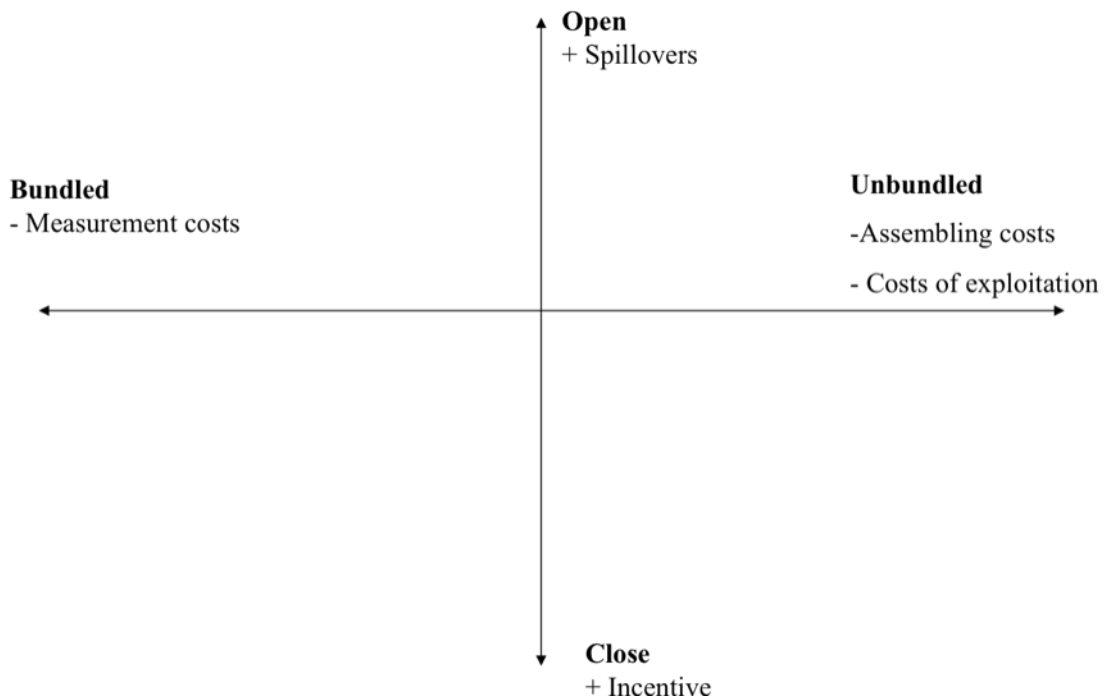 Open
+ Spillovers
Bundled
- Measurement costs
Unbundled
-Assembling costs
- Costs of exploitation
Close
+ Incentive